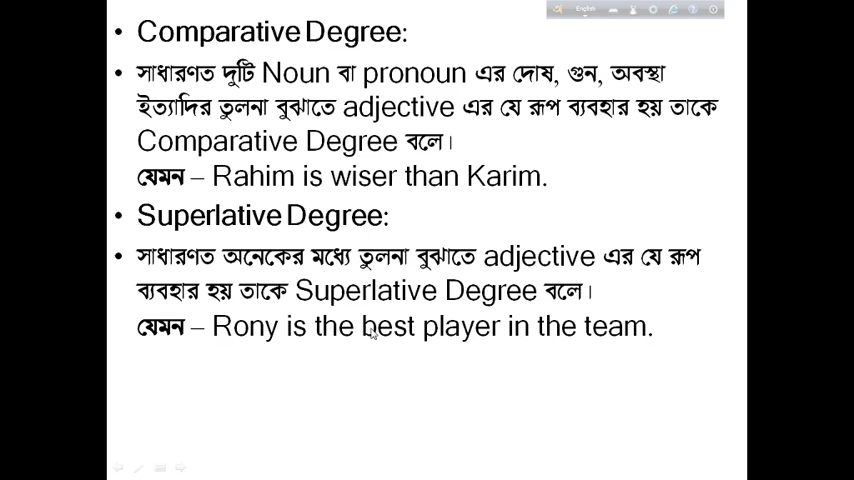 English
• Comparative Degree:
• সাধারণত দুটি Noun বা pronoun এর দোষ, গুন, অবস্থা
ইত্যাদির তুলনা বুঝাতে adjective এর যে রূপ ব্যবহার হয় তাকে
Comparative Degree বলে।
যেমন – Rahim is wiser than Karim.
• Superlative Degree:
• সাধারণত অনেকের মধ্যে তুলনা বুঝাতে adjective এর যে রূপ
ব্যবহার হয় তাকে Superlative Degree বলে।
যেমন – Rony is the best player in the team.